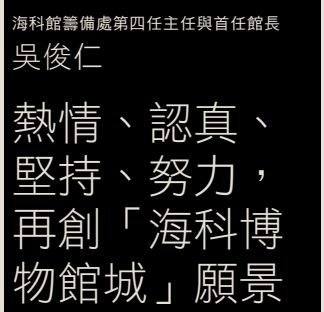 海科館籌備處第四任主任與首任館長
吳俊仁
熱情、認真、
堅持、努力，
再創「海科博
物館城」願景